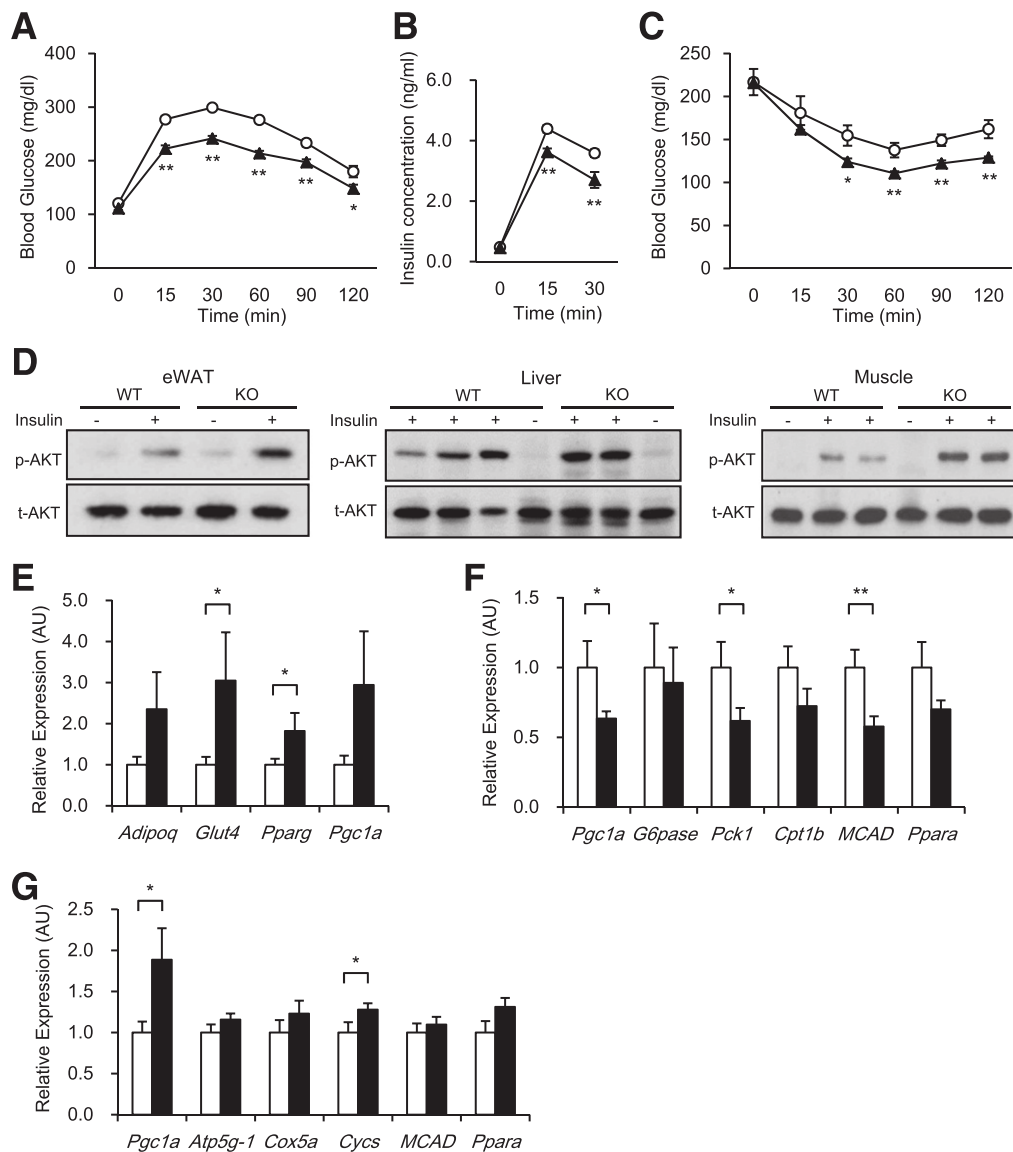 A
Blood Glucose (mg/dl)
400
300
200
100
0
** ** ** ** *
0 15 30 60 90 120
Time (min)
B
Insulin concentration (ng/ml)
6.0
4.0
2.0
0.0
** **
0 15 30
Time (min)
C
Blood Glucose (mg/dl)
250
200
150
100
50
0
* ** ** **
0 15 30 60 90 120
Time (min)
D
eWAT
WT KO
Insulin - + - +
p-AKT
t-AKT
Liver
WT KO
Insulin + + + - + + -
p-AKT
t-AKT
Muscle
WT KO
Insulin - + + - + +
p-AKT
t-AKT
E
Relative Expression (AU)
5.0
4.0
3.0
2.0
1.0
0.0
* *
Adipoq Glut4 Pparg Pgc1a
F
Relative Expression (AU)
1.5
1.0
0.5
0.0
* * **
Pgc1a G6pase Pck1 Cpt1b MCAD Ppara
G
Relative Expression (AU)
2.5
2.0
1.5
1.0
0.5
0.0
* *
Pgc1a Atp5g-1 Cox5a Cycs MCAD Ppara